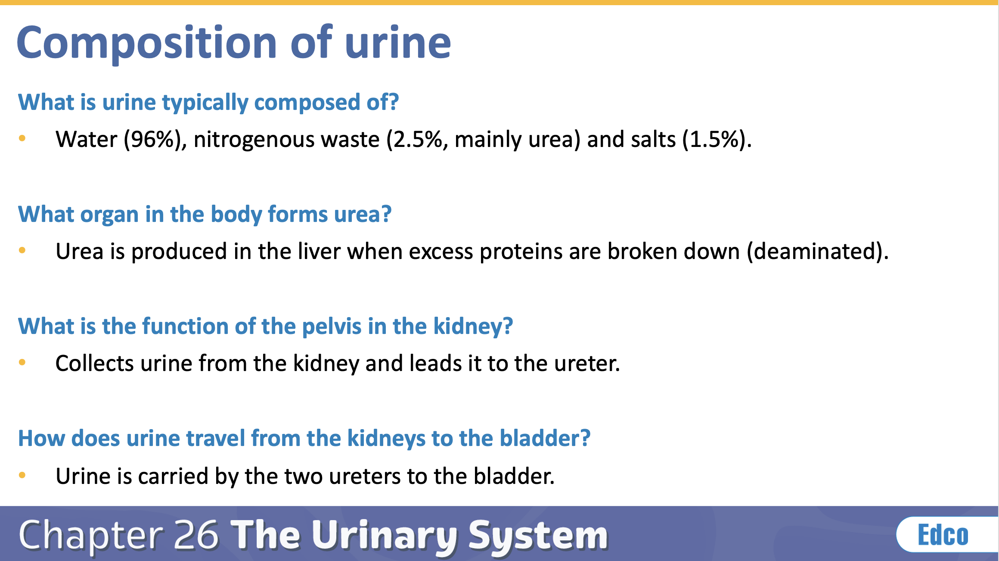 Composition of urine
What is urine typically composed of?
• Water (96%), nitrogenous waste (2.5%, mainly urea) and salts (1.5%).
What organ in the body forms urea?
• Urea is produced in the liver when excess proteins are broken down (deaminated).
What is the function of the pelvis in the kidney?
• Collects urine from the kidney and leads it to the ureter.
How does urine travel from the kidneys to the bladder?
• Urine is carried by the two ureters to the bladder.
Chapter 26 The Urinary System
Edco